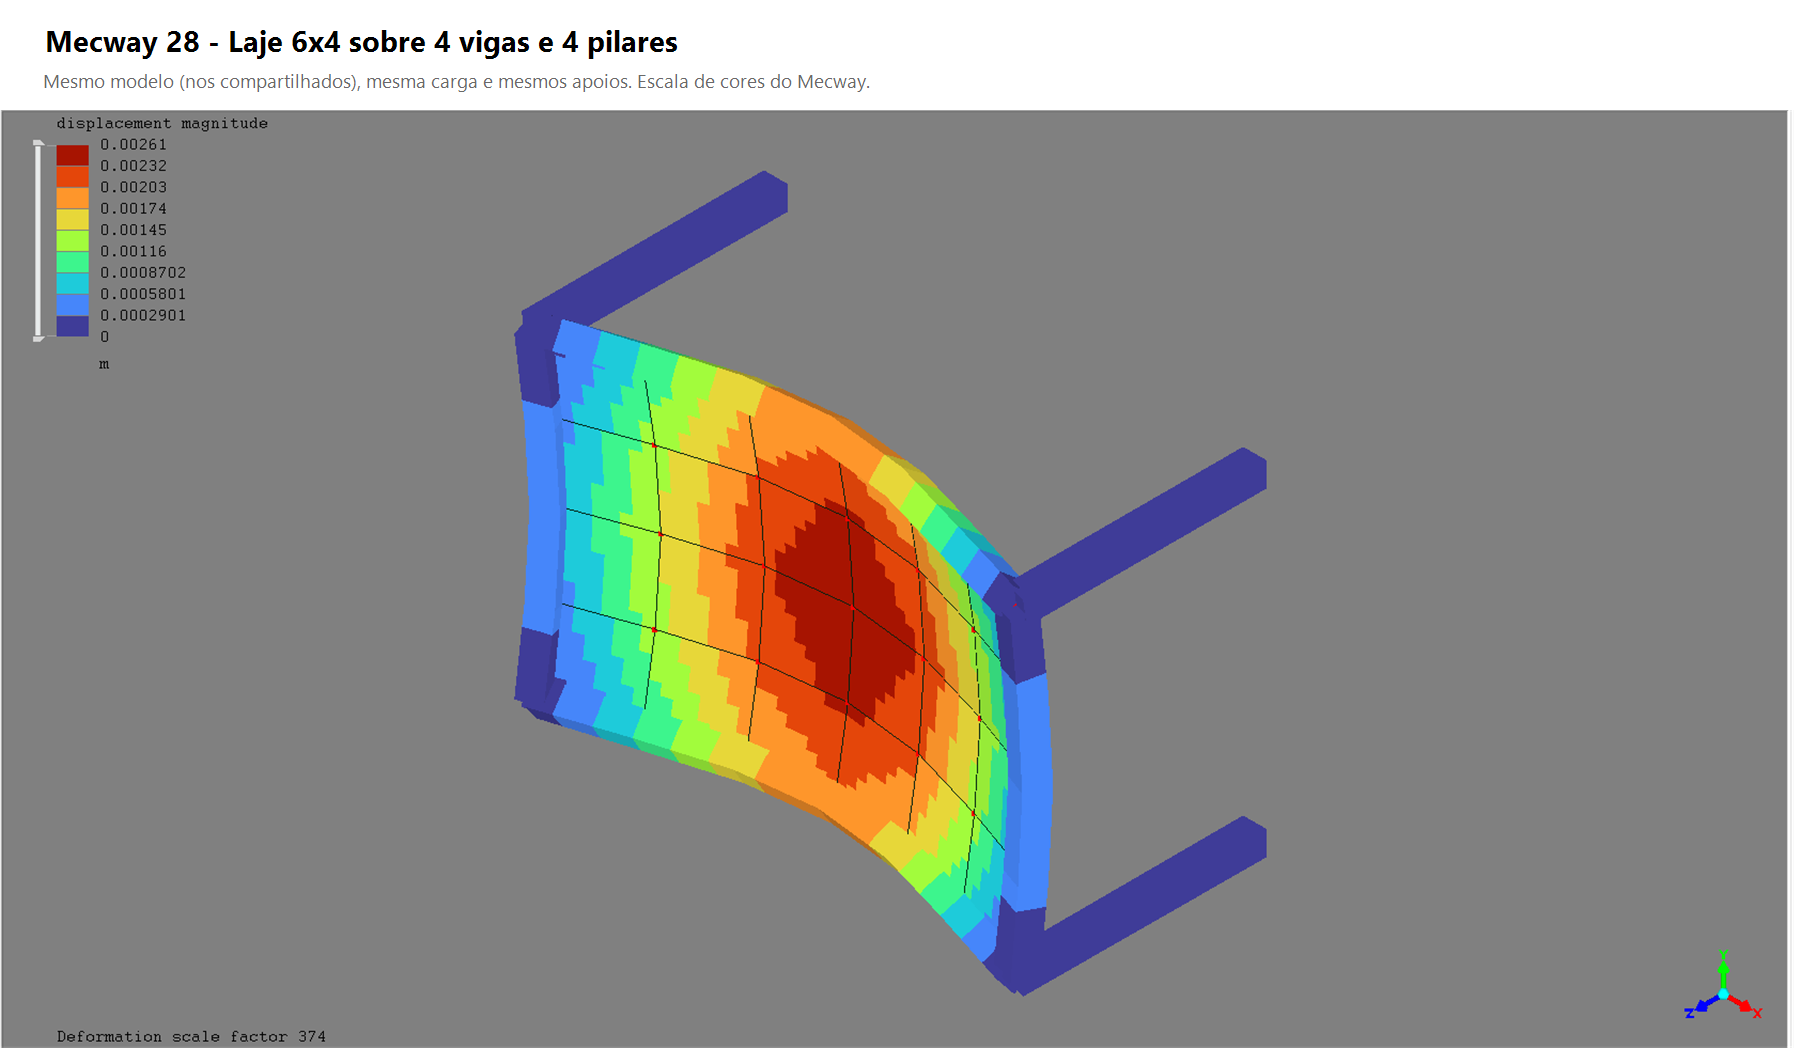 Mecway 28 - Laje 6x4 sobre 4 vigas e 4 pilares
Mesmo modelo (nos compartilhados), mesma carga e mesmos apoios. Escala de cores do Mecway.
displacement magnitude
0.00261
0.00232
0.00203
0.00174
0.00145
0.00116
0.0008702
0.0005801
0.0002901
0
m
Y
Z
X
Deformation scale factor 374